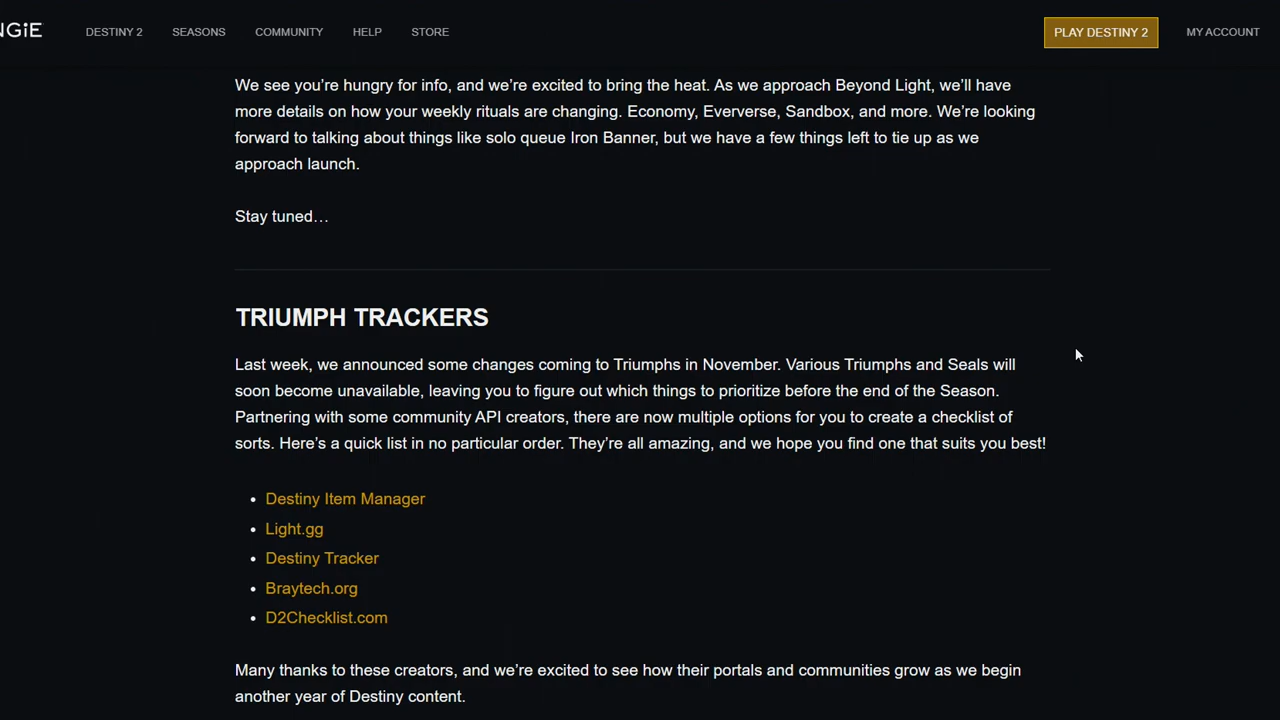 NGiE
DESTINY 2 SEASONS COMMUNITY HELP STORE PLAY DESTINY 2 MY ACCOUNT
We see you're hungry for info, and we're excited to bring the heat. As we approach Beyond Light, we'll have
more details on how your weekly rituals are changing. Economy, Eververse, Sandbox, and more. We're looking
forward to talking about things like solo queue Iron Banner, but we have a few things left to tie up as we
approach launch.
Stay tuned…
TRIUMPH TRACKERS
Last week, we announced some changes coming to Triumphs in November. Various Triumphs and Seals will
soon become unavailable, leaving you to figure out which things to prioritize before the end of the Season.
Partnering with some community API creators, there are now multiple options for you to create a checklist of
sorts. Here's a quick list in no particular order. They're all amazing, and we hope you find one that suits you best!
• Destiny Item Manager
• Light.gg
• Destiny Tracker
• Braytech.org
• D2Checklist.com
Many thanks to these creators, and we're excited to see how their portals and communities grow as we begin
another year of Destiny content.